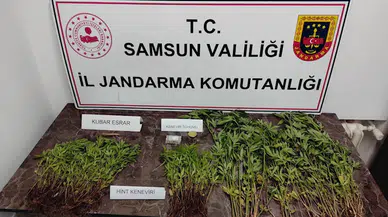 T.C.
SAMSUN VALİLİĞİ
İL JANDARMA KOMUTANLIĞI
KUBAR ESRAR
HİNT KENEVİRİ